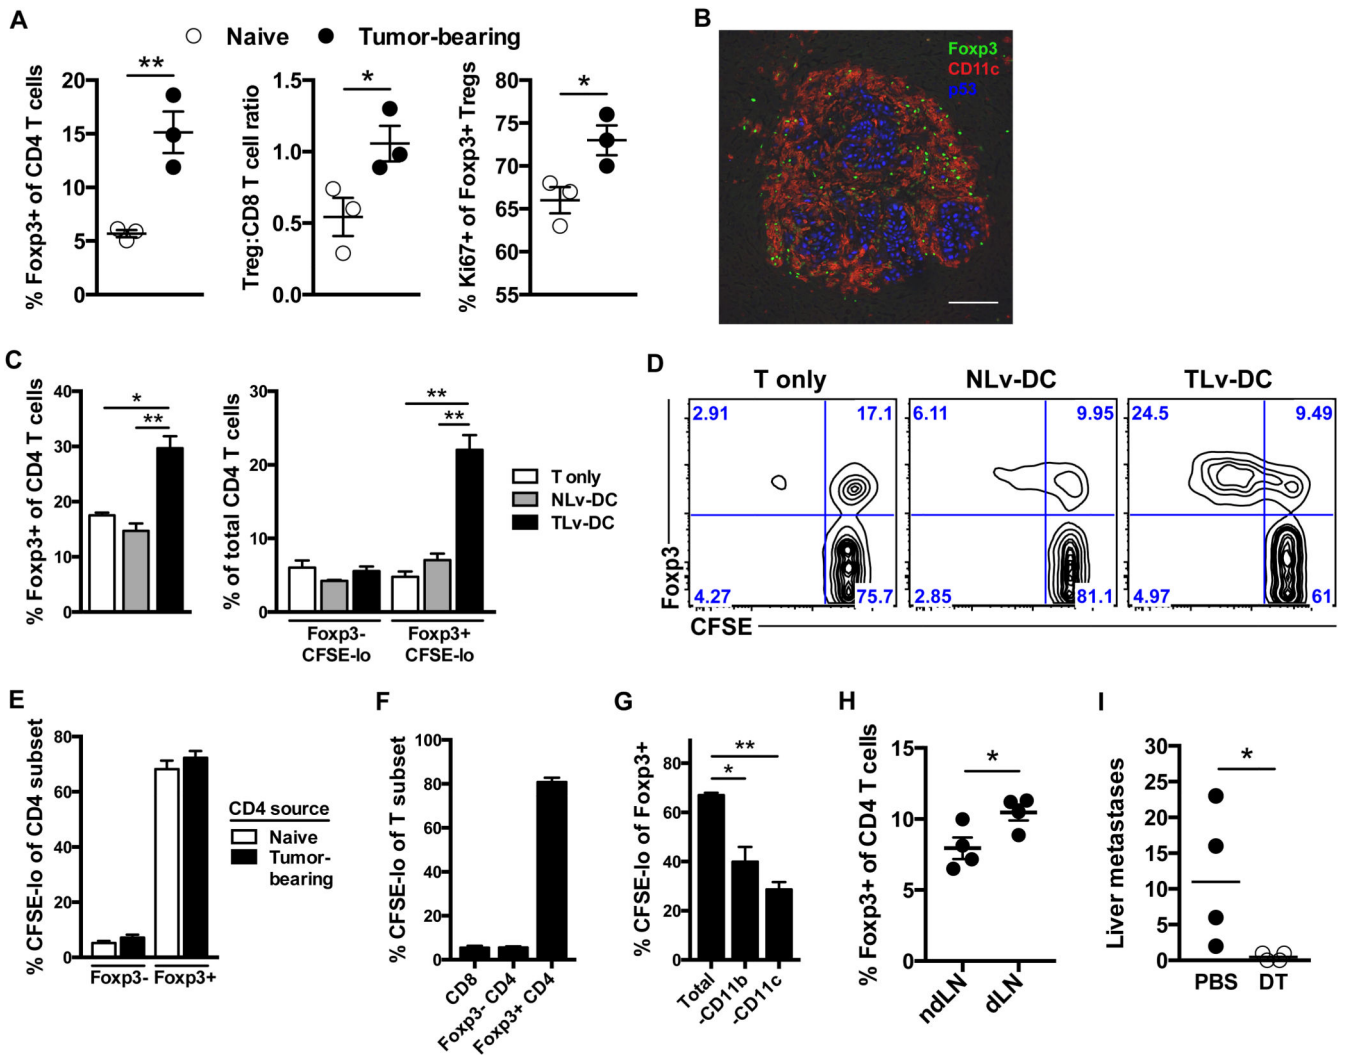 A
Naive
Tumor-bearing
% Foxp3+ of CD4 T cells
20
15
10
5
0
**
Treg:CD8 T cell ratio
1.5
1.0
0.5
0.0
*
% Ki67+ of Foxp3+ Tregs
80
75
70
65
60
55
*
B
Foxp3
CD11c
p53
C
% Foxp3+ of CD4 T cells
40
30
20
10
0
*
**
% of total CD4 T cells
30
20
10
0
**
**
Foxp3-
CFSE-lo
Foxp3+
CFSE-lo
T only
NLv-DC
TLv-DC
D
T only
NLv-DC
TLv-DC
2.91
17.1
4.27
75.7
6.11
9.95
2.85
81.1
24.5
9.49
4.97
61
Foxp3
CFSE
E
% CFSE-lo of CD4 subset
80
60
40
20
0
Foxp3-
Foxp3+
CD4 source
Naive
Tumor-
bearing
F
% CFSE-lo of T subset
100
80
60
40
20
0
CD8
Foxp3- CD4
Foxp3+ CD4
G
% CFSE-lo of Foxp3+
80
60
40
20
0
*
**
Total
-CD11b
-CD11c
H
% Foxp3+ of CD4 T cells
15
10
5
0
*
ndLN
dLN
I
Liver metastases
30
25
20
15
10
5
0
*
PBS
DT